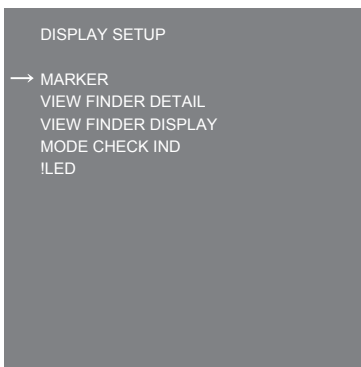 DISPLAY SETUP
→ MARKER
VIEW FINDER DETAIL
VIEW FINDER DISPLAY
MODE CHECK IND
!LED